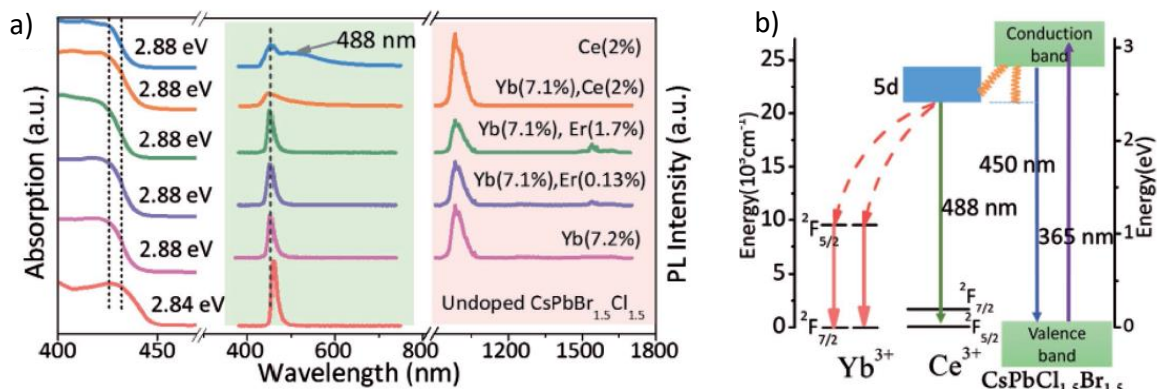 a)
Absorption (a.u.)
2.88 eV
2.88 eV
2.88 eV
2.88 eV
2.88 eV
2.84 eV
488 nm
Ce(2%)
Yb(7.1%),Ce(2%)
Yb(7.1%), Er(1.7%)
Yb(7.1%),Er(0.13%)
Yb(7.2%)
Undoped CsPbBr1.5Cl1.5
PL Intensity (a.u.)
400 450 400 600 800 1200 1500 1800
Wavelength (nm)
b)
Conduction
band
5d
Energy(10³cm⁻¹)
25
20
15
10
5
0
²F5/2
²F7/2
488 nm
450 nm
365 nm
²F7/2
²F5/2
Valence
band
Energy(eV)
3
2
1
0
Yb³⁺
Ce³⁺
CsPbCl1.5Br1.5